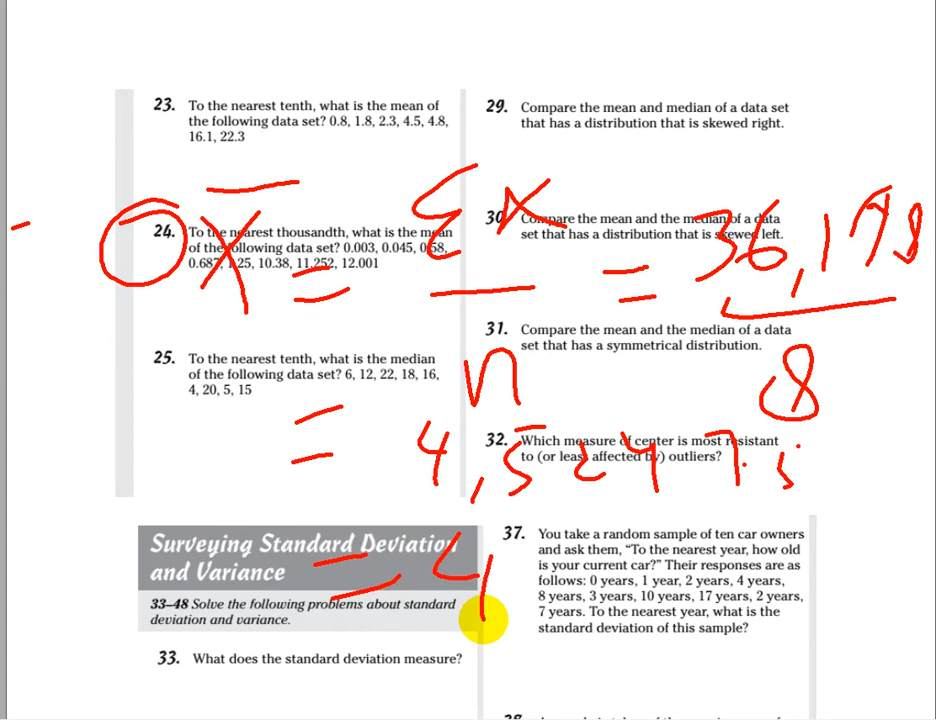 23. To the nearest tenth, what is the mean of
the following data set? 0.8, 1.8, 2.3, 4.5, 4.8,
16.1, 22.3
24. To the nearest thousandth, what is the mean
of the following data set? 0.003, 0.045, 0.58,
0.687, 1.25, 10.38, 11.252, 12.001
25. To the nearest tenth, what is the median
of the following data set? 6, 12, 22, 18, 16,
4, 20, 5, 15
Surveying Standard Deviation
and Variance
33–48 Solve the following problems about standard
deviation and variance.
33. What does the standard deviation measure?
29. Compare the mean and median of a data set
that has a distribution that is skewed right.
30. Compare the mean and the median of a data
set that has a distribution that is skewed left.
31. Compare the mean and the median of a data
set that has a symmetrical distribution.
32. Which measure of center is most resistant
to (or least affected by) outliers?
37. You take a random sample of ten car owners
and ask them, “To the nearest year, how old
is your current car?” Their responses are as
follows: 0 years, 1 year, 2 years, 4 years,
8 years, 3 years, 10 years, 17 years, 2 years,
7 years. To the nearest year, what is the
standard deviation of this sample?
x̄ = Σx / n = 36,198 / 8
= 4,5247
= 4,